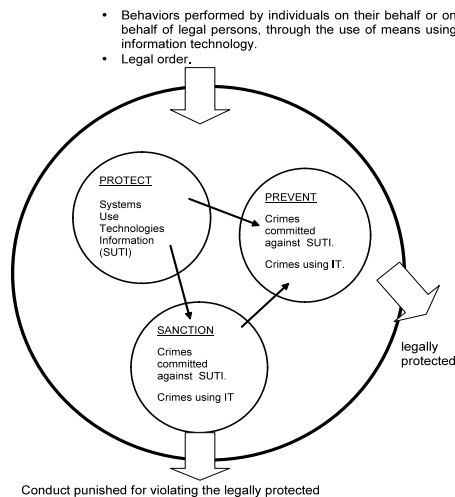 • Behaviors performed by individuals on their behalf or on
behalf of legal persons, through the use of means using
information technology.
• Legal order.
PROTECT
Systems
Use
Technologies
Information
(SUTI)
PREVENT
Crimes
committed
against SUTI.
Crimes using IT.
SANCTION
Crimes
committed
against SUTI.
Crimes using IT
legally
protected
Conduct punished for violating the legally protected